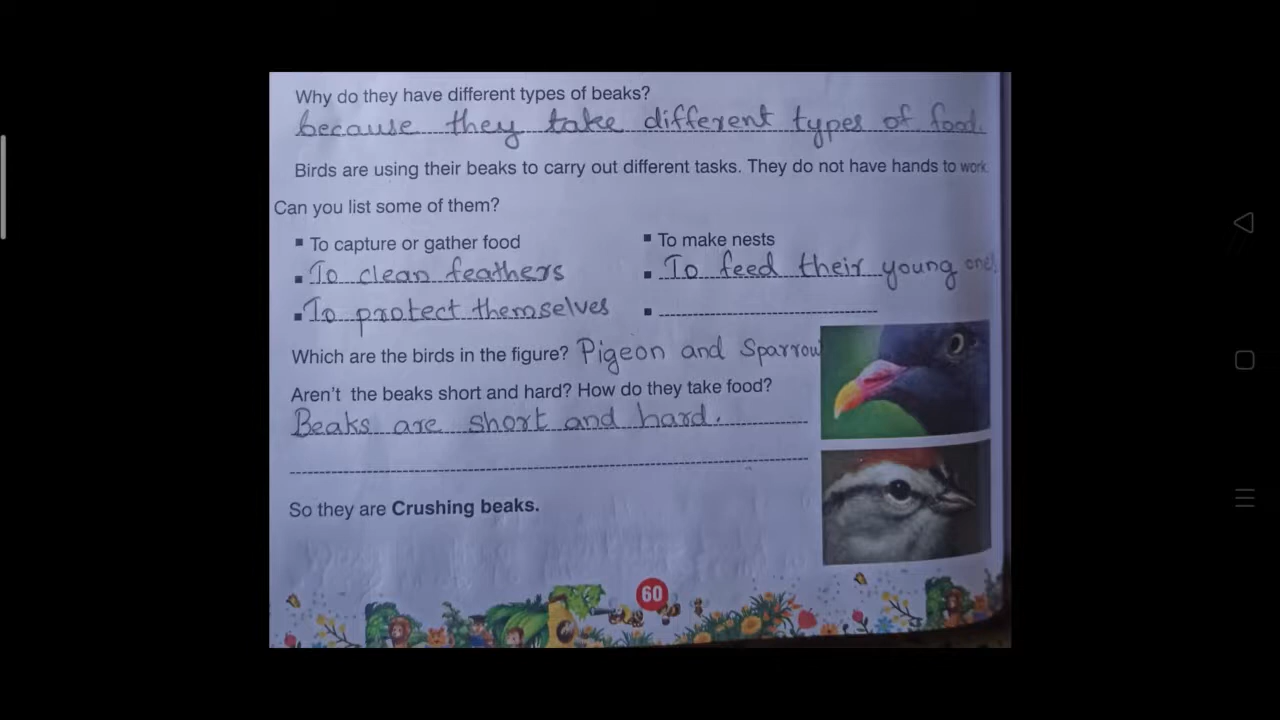 Why do they have different types of beaks?
because they take different types of food.
Birds are using their beaks to carry out different tasks. They do not have hands to work.
Can you list some of them?
▪ To capture or gather food ▪ To make nests
▪ To clean feathers ▪ To feed their young ones
▪ To protect themselves ▪
Which are the birds in the figure? Pigeon and Sparrow
Aren't the beaks short and hard? How do they take food?
Beaks are short and hard.
So they are Crushing beaks.
60